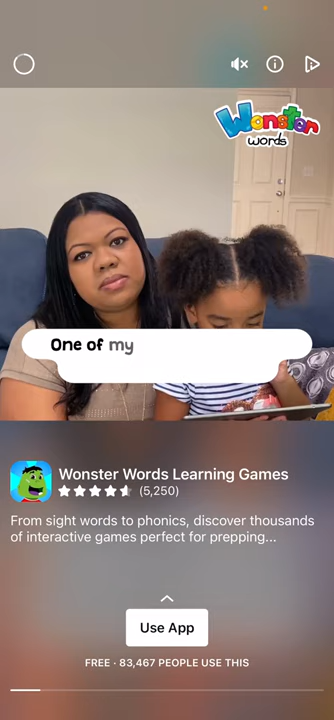 Wonster
words
One of my
Wonster Words Learning Games
(5,250)
From sight words to phonics, discover thousands
of interactive games perfect for prepping...
Use App
FREE · 83,467 PEOPLE USE THIS